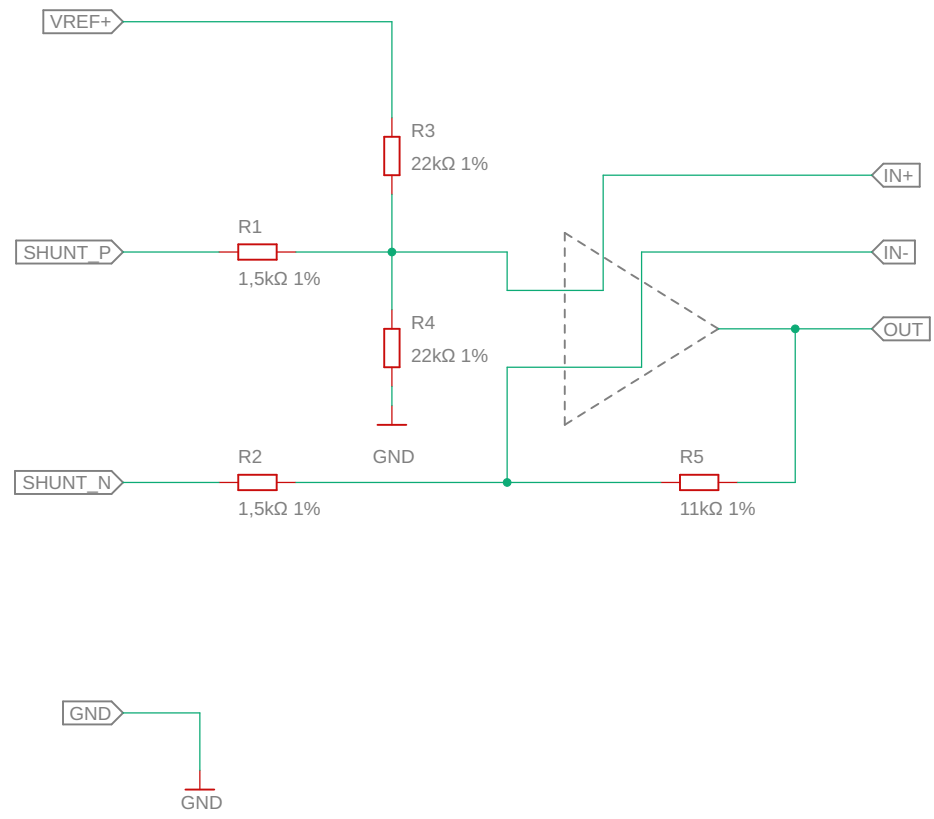 VREF+
R3
22kΩ 1%
IN+
R1
SHUNT_P
IN-
1,5kΩ 1%
R4
OUT
22kΩ 1%
R2
GND
R5
SHUNT_N
1,5kΩ 1%
11kΩ 1%
GND
GND